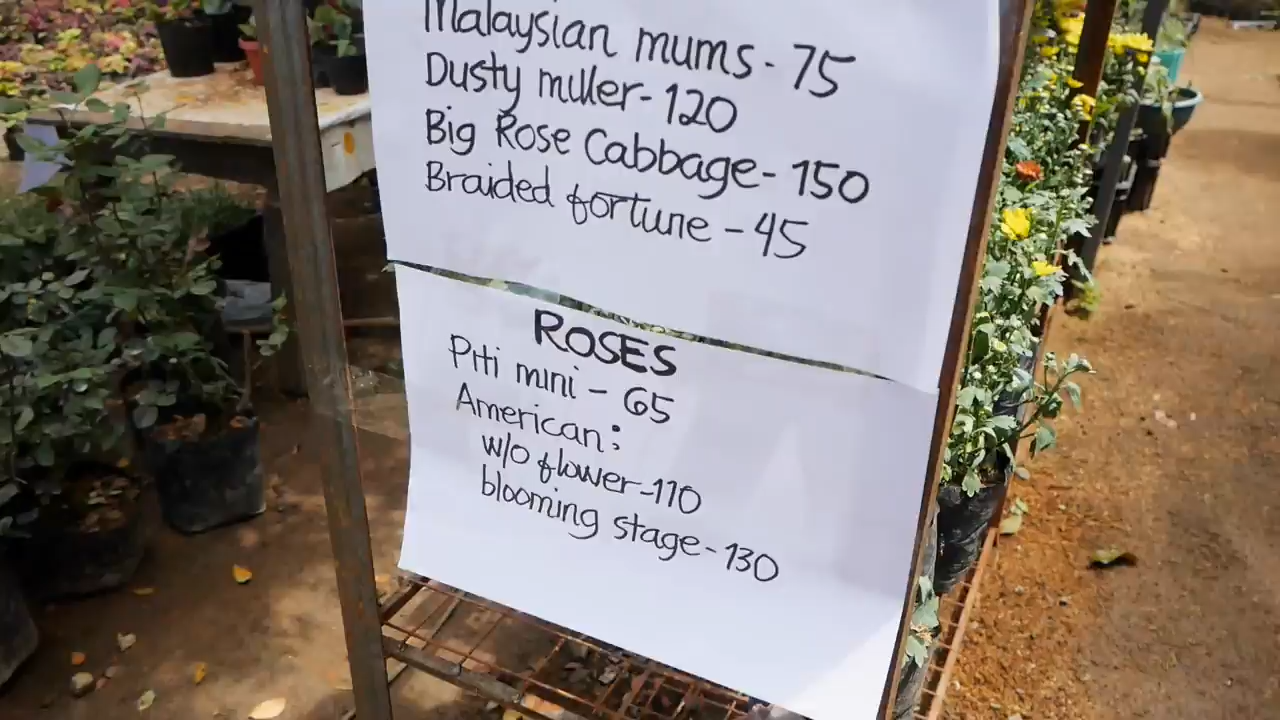 Malaysian mums - 75
Dusty miller - 120
Big Rose Cabbage - 150
Braided fortune - 45
ROSES
Piti mini - 65
American:
w/o flower - 110
blooming stage - 130